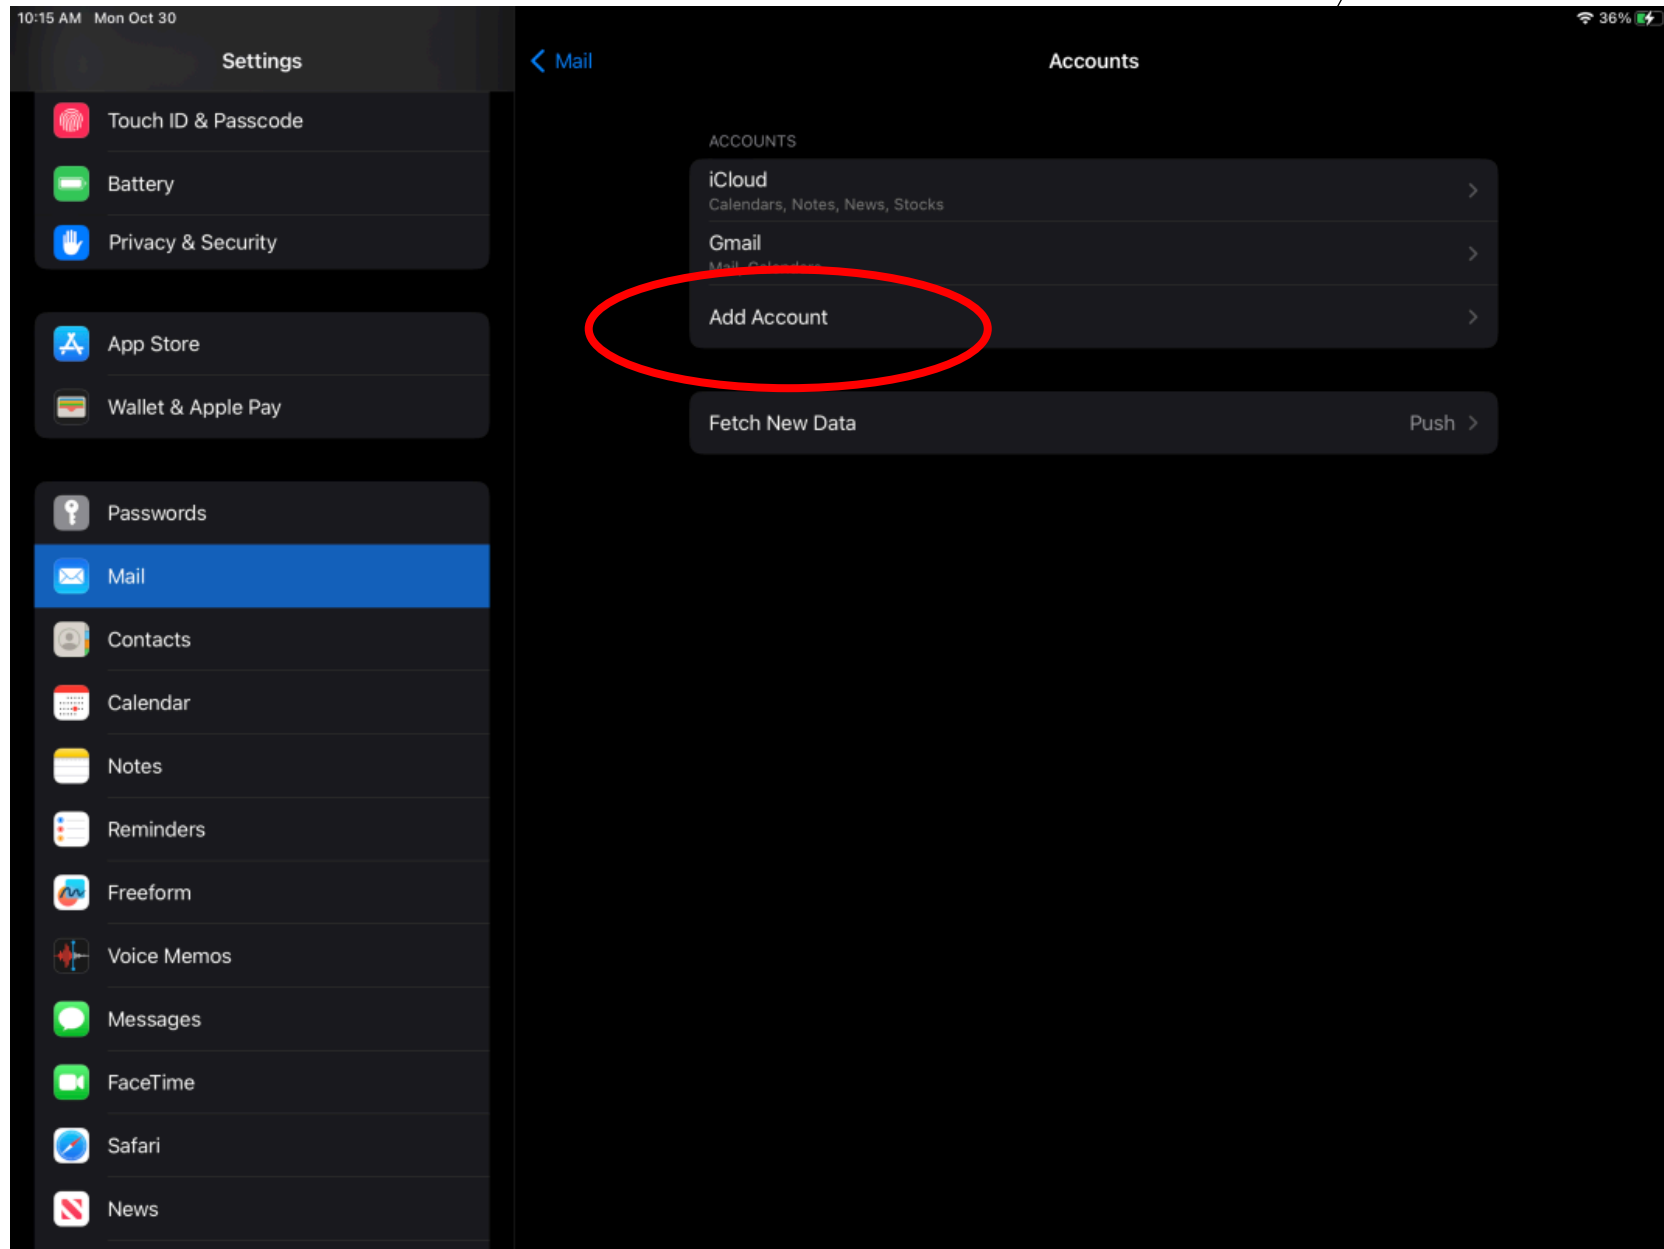 10:15 AM Mon Oct 30
36%
Settings
Touch ID & Passcode
Battery
Privacy & Security
App Store
Wallet & Apple Pay
Passwords
Mail
Contacts
Calendar
Notes
Reminders
Freeform
Voice Memos
Messages
FaceTime
Safari
News
Mail
Accounts
ACCOUNTS
iCloud
Calendars, Notes, News, Stocks
Gmail
Mail, Calendars
Add Account
Fetch New Data Push